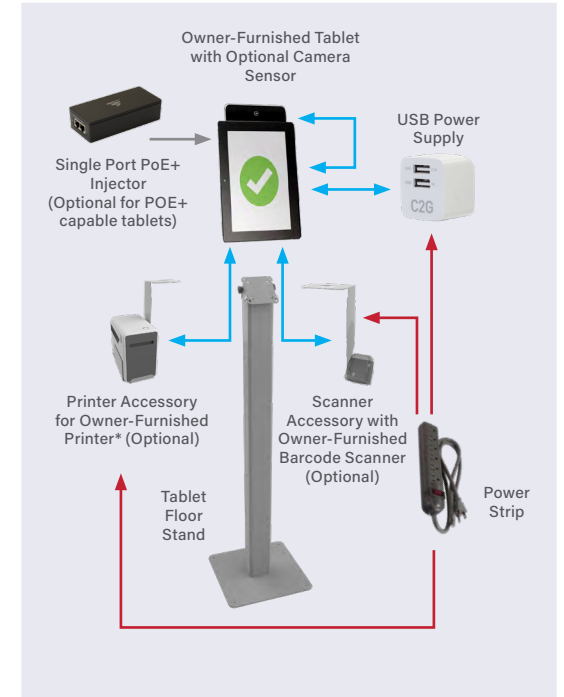 Owner-Furnished Tablet
with Optional Camera
Sensor
USB Power
Supply
Single Port PoE+
Injector
(Optional for POE+
capable tablets)
C2G
Printer Accessory
for Owner-Furnished
Printer* (Optional)
Scanner
Accessory with
Owner-Furnished
Barcode Scanner
(Optional)
Tablet
Floor
Stand
Power
Strip